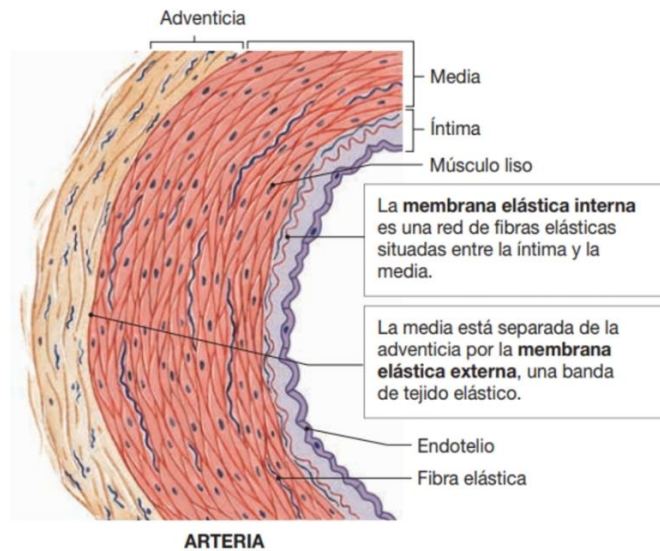 Adventicia
Media
Íntima
Músculo liso
La membrana elástica interna
es una red de fibras elásticas
situadas entre la íntima y la
media.
La media está separada de la
adventicia por la membrana
elástica externa, una banda
de tejido elástico.
Endotelio
Fibra elástica
ARTERIA